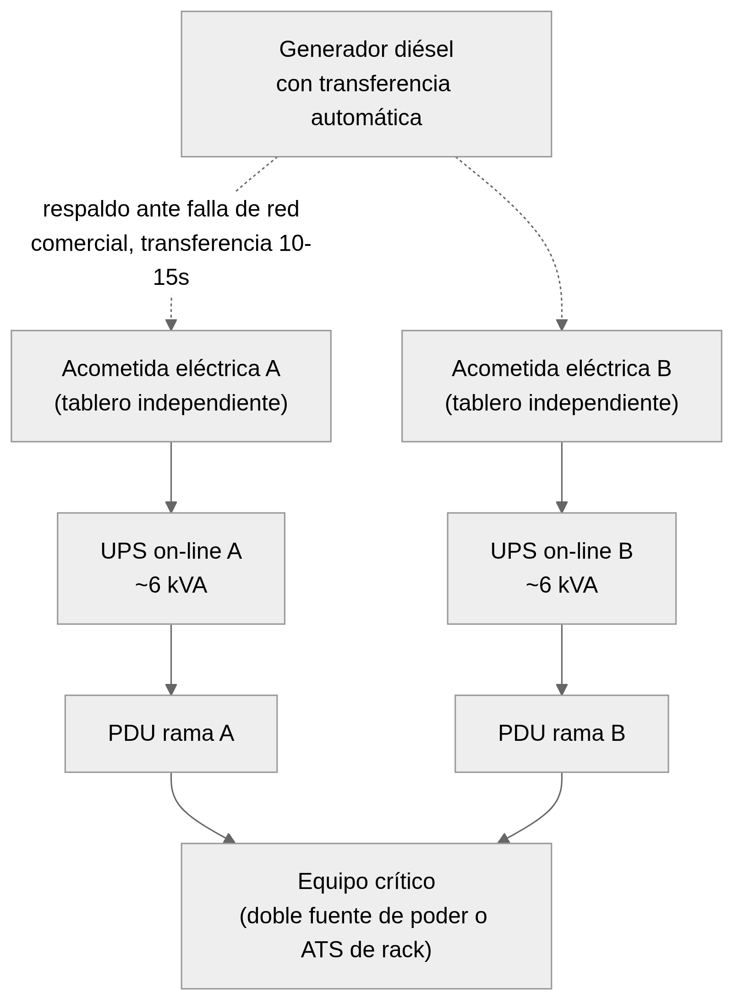 Generador diésel
con transferencia
automática
respaldo ante falla de red
comercial, transferencia 10-
15s
Acometida eléctrica A
(tablero independiente)
Acometida eléctrica B
(tablero independiente)
UPS on-line A
~6 kVA
UPS on-line B
~6 kVA
PDU rama A
PDU rama B
Equipo crítico
(doble fuente de poder o
ATS de rack)